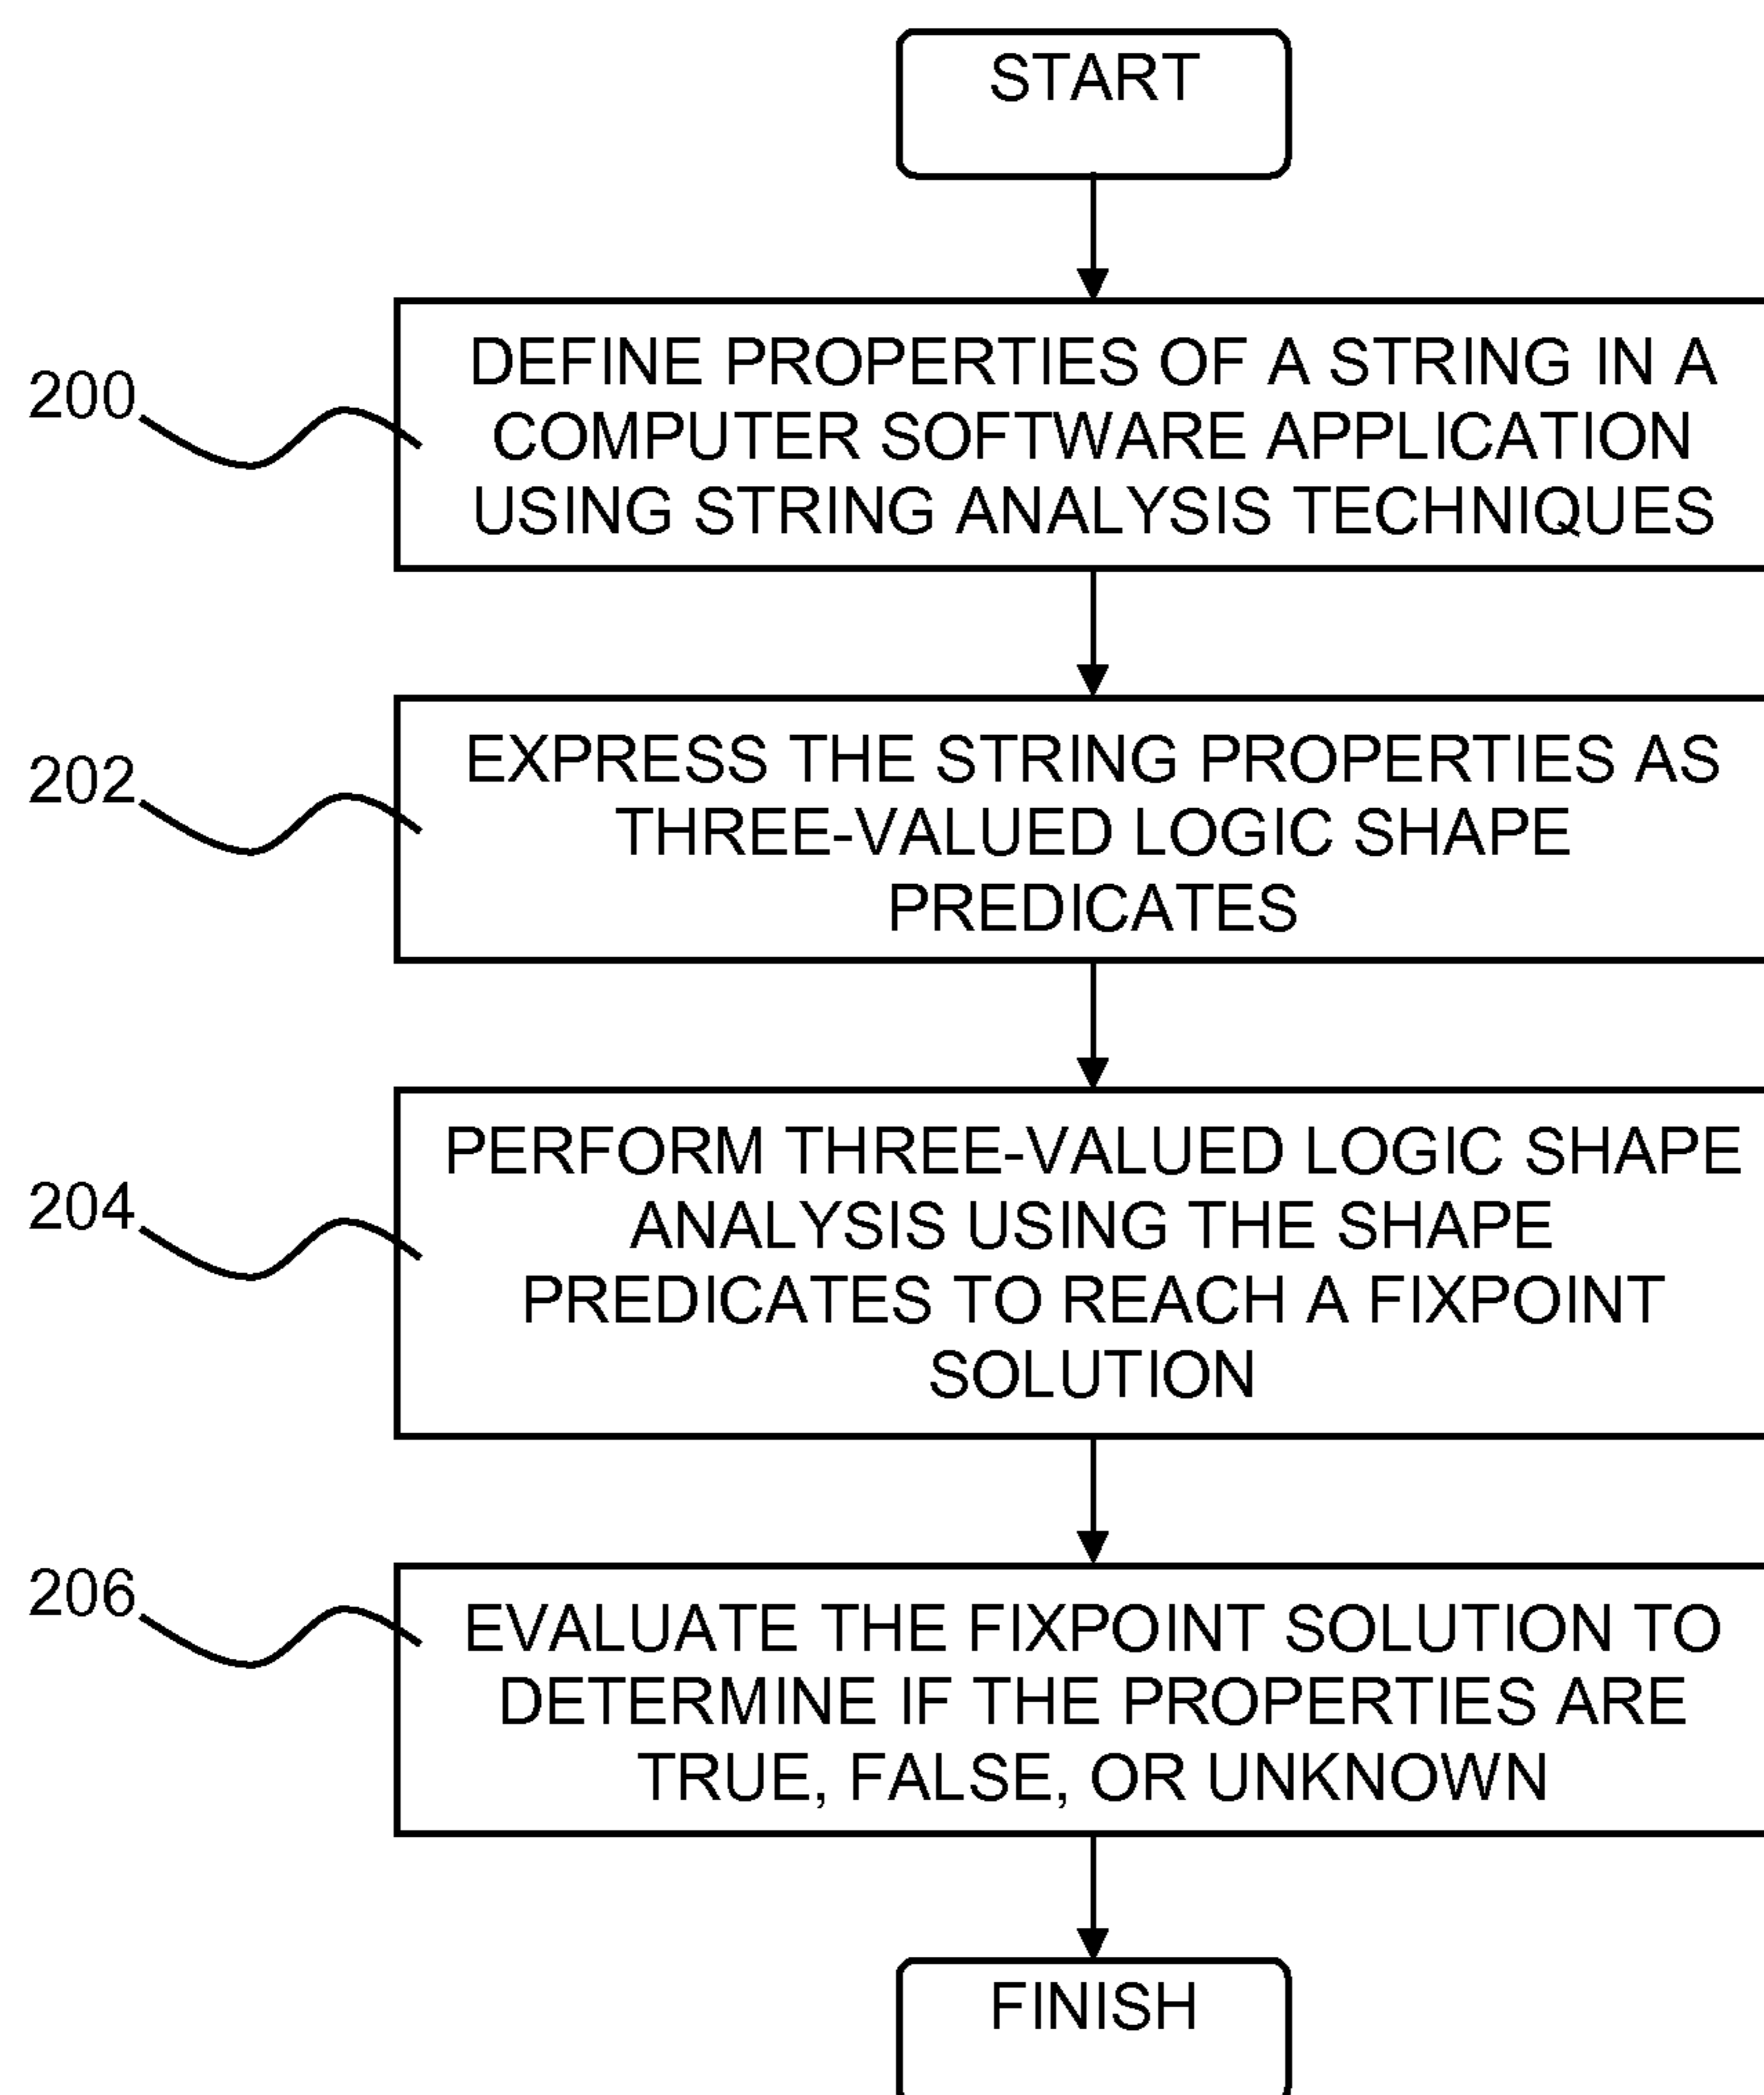 START
200
DEFINE PROPERTIES OF A STRING IN A
COMPUTER SOFTWARE APPLICATION
USING STRING ANALYSIS TECHNIQUES
202
EXPRESS THE STRING PROPERTIES AS
THREE-VALUED LOGIC SHAPE
PREDICATES
204
PERFORM THREE-VALUED LOGIC SHAPE
ANALYSIS USING THE SHAPE
PREDICATES TO REACH A FIXPOINT
SOLUTION
206
EVALUATE THE FIXPOINT SOLUTION TO
DETERMINE IF THE PROPERTIES ARE
TRUE, FALSE, OR UNKNOWN
FINISH